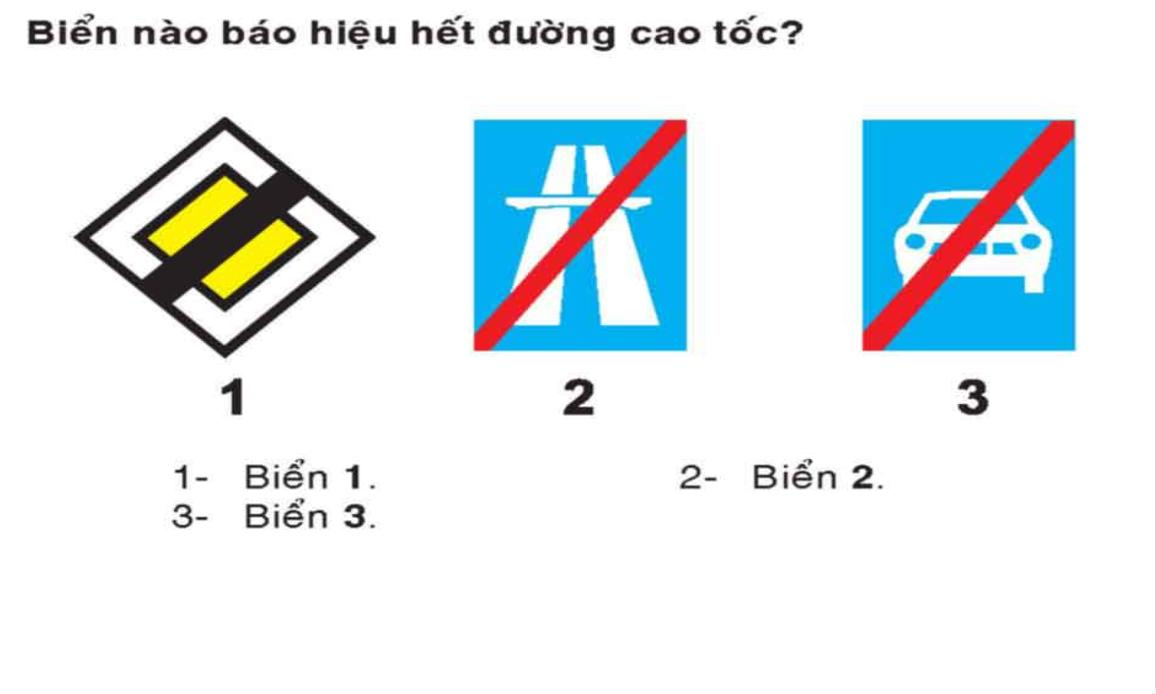 Biển nào báo hiệu hết đường cao tốc?
1 2 3
1- Biển 1. 2- Biển 2.
3- Biển 3.